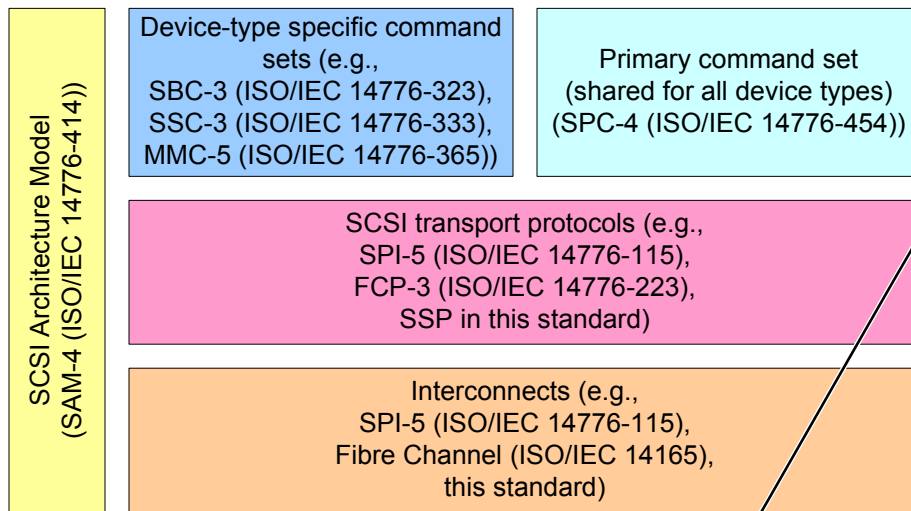 SCSI Architecture Model
(SAM-4 (ISO/IEC 14776-414))
Device-type specific command
sets (e.g.,
SBC-3 (ISO/IEC 14776-323),
SSC-3 (ISO/IEC 14776-333),
MMC-5 (ISO/IEC 14776-365))
Primary command set
(shared for all device types)
(SPC-4 (ISO/IEC 14776-454))
SCSI transport protocols (e.g.,
SPI-5 (ISO/IEC 14776-115),
FCP-3 (ISO/IEC 14776-223),
SSP in this standard)
Interconnects (e.g.,
SPI-5 (ISO/IEC 14776-115),
Fibre Channel (ISO/IEC 14165),
this standard)